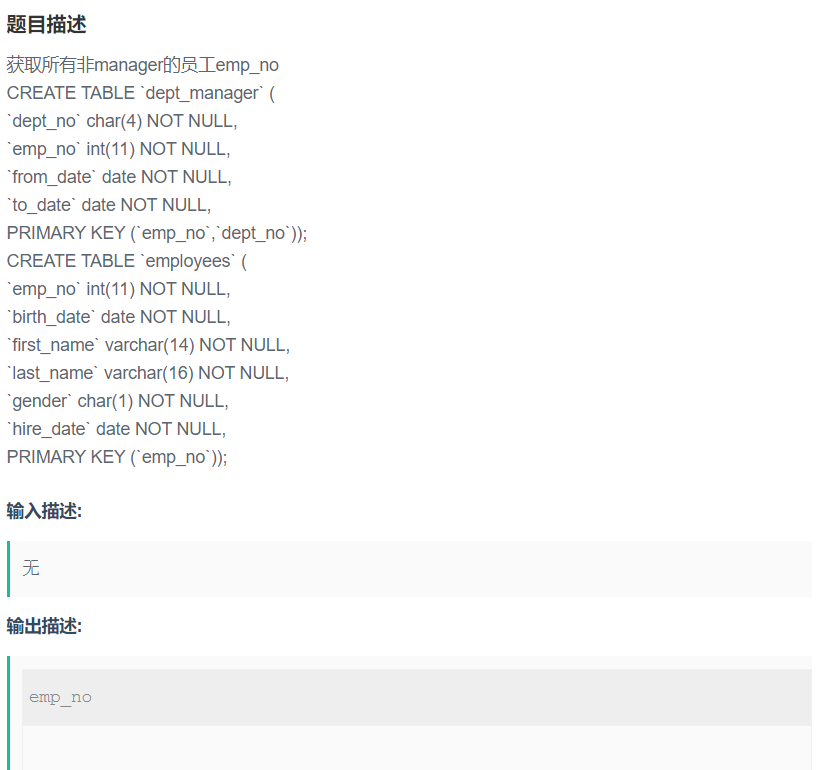 题目描述
获取所有非manager的员工emp_no
CREATE TABLE `dept_manager` (
`dept_no` char(4) NOT NULL,
`emp_no` int(11) NOT NULL,
`from_date` date NOT NULL,
`to_date` date NOT NULL,
PRIMARY KEY (`emp_no`,`dept_no`));
CREATE TABLE `employees` (
`emp_no` int(11) NOT NULL,
`birth_date` date NOT NULL,
`first_name` varchar(14) NOT NULL,
`last_name` varchar(16) NOT NULL,
`gender` char(1) NOT NULL,
`hire_date` date NOT NULL,
PRIMARY KEY (`emp_no`));
输入描述:
无
输出描述:
emp_no